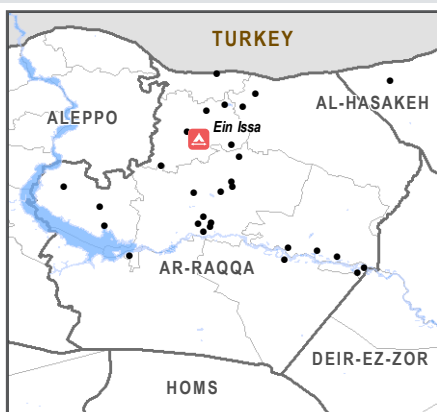 TURKEY
AL-HASAKEH
ALEPPO
Ein Issa
AR-RAQQA
DEIR-EZ-ZOR
HOMS